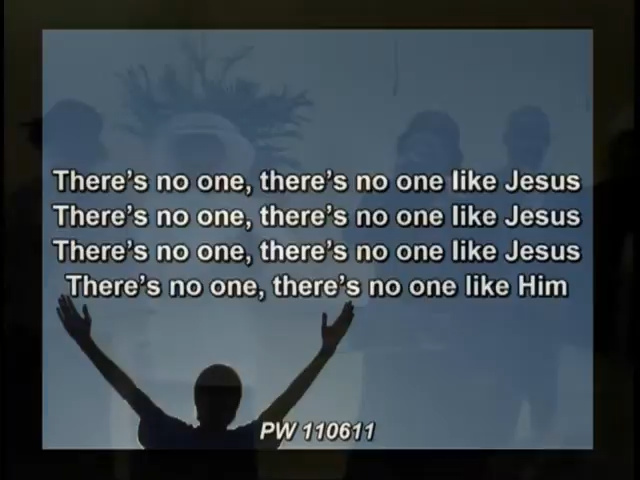 There's no one, there's no one like Jesus
There's no one, there's no one like Jesus
There's no one, there's no one like Jesus
There's no one, there's no one like Him
PW 110611